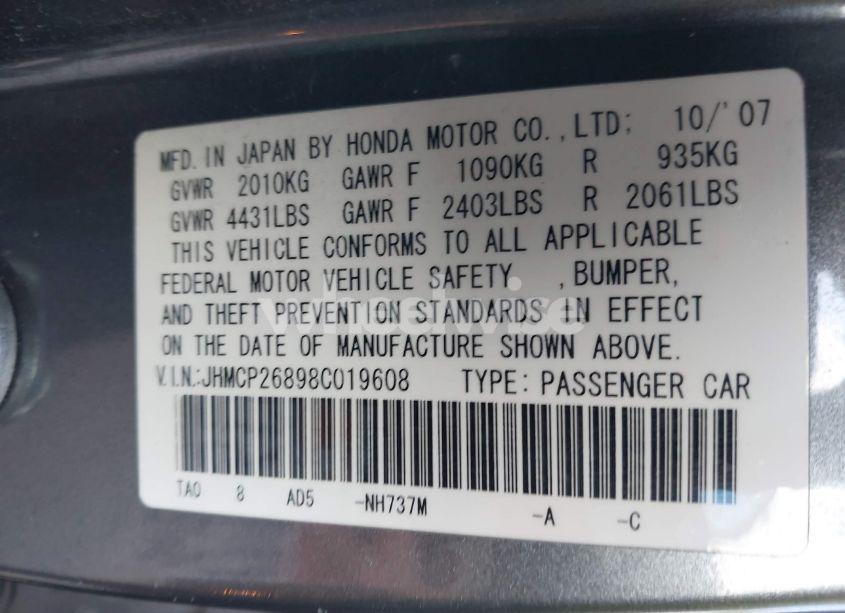 MFD. IN JAPAN BY HONDA MOTOR CO., LTD; 10/'07
GVWR 2010KG GAWR F 1090KG R 935KG
GVWR 4431LBS GAWR F 2403LBS R 2061LBS
THIS VEHICLE CONFORMS TO ALL APPLICABLE
FEDERAL MOTOR VEHICLE SAFETY , BUMPER,
AND THEFT PREVENTION STANDARDS IN EFFECT
wheelwise
ON THE DATE OF MANUFACTURE SHOWN ABOVE.
V.I.N.:JHMCP26898C019608 TYPE: PASSENGER CAR
TA0 8 AD5 -NH737M -A -C